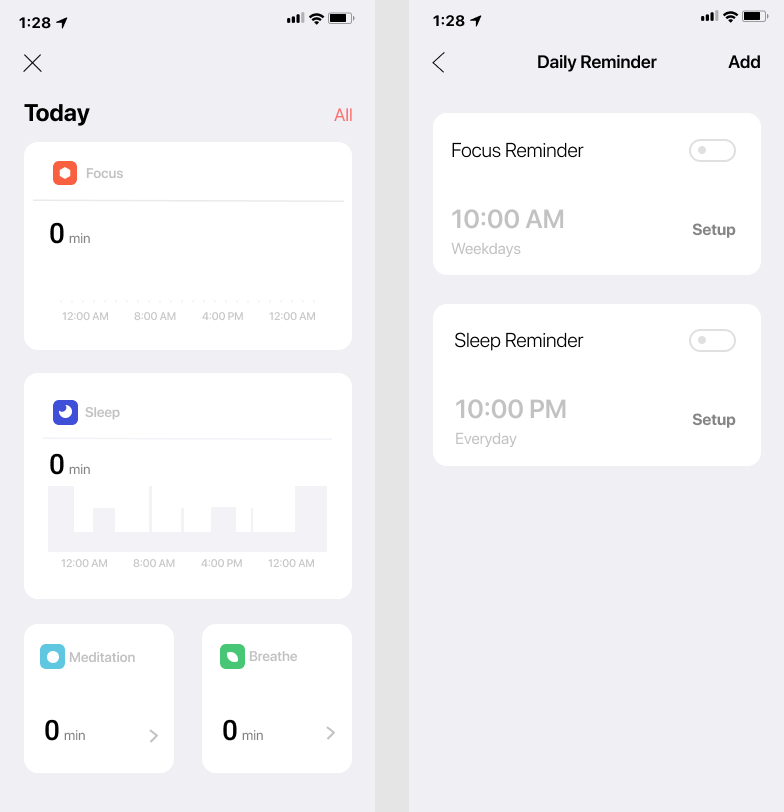 1:28
Today
All
Focus
0 min
12:00 AM 8:00 AM 4:00 PM 12:00 AM
Sleep
0 min
12:00 AM 8:00 AM 4:00 PM 12:00 AM
Meditation
0 min
Breathe
0 min
1:28
Daily Reminder
Add
Focus Reminder
10:00 AM
Weekdays
Setup
Sleep Reminder
10:00 PM
Everyday
Setup